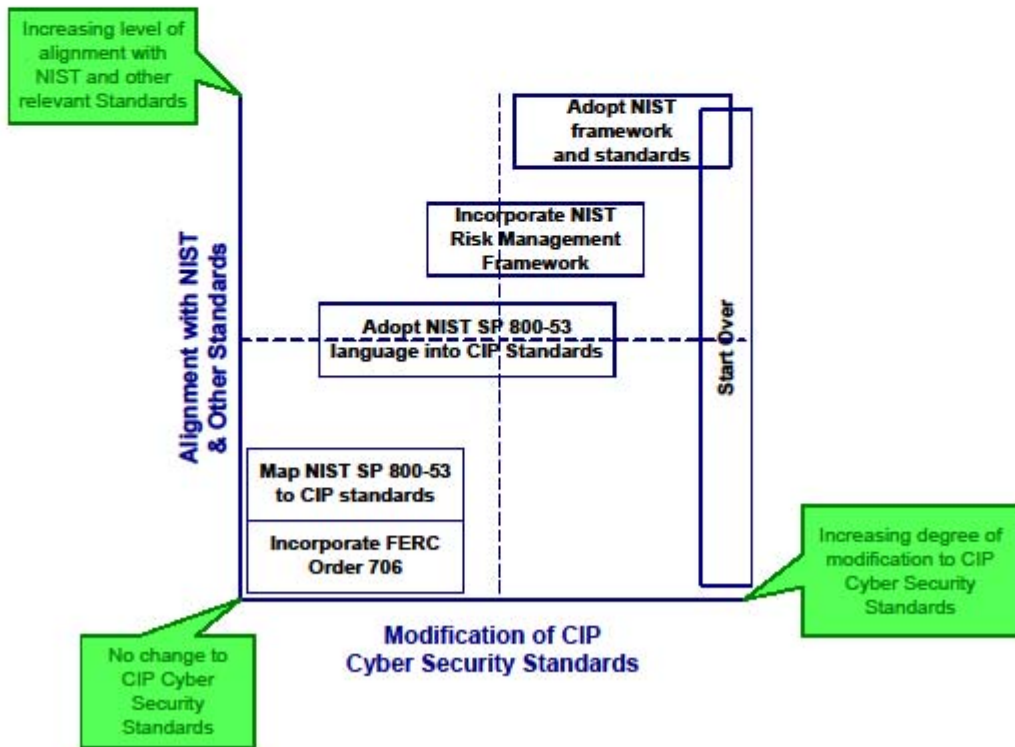 Increasing level of
alignment with
NIST and other
relevant Standards
Adopt NIST
framework
and standards
Incorporate NIST
Risk Management
Framework
Alignment with NIST
& Other Standards
Adopt NIST SP 800-53
language into CIP Standards
Start Over
Map NIST SP 800-53
to CIP standards
Incorporate FERC
Order 706
Increasing degree of
modification to CIP
Cyber Security
Standards
Modification of CIP
Cyber Security Standards
No change to
CIP Cyber
Security
Standards